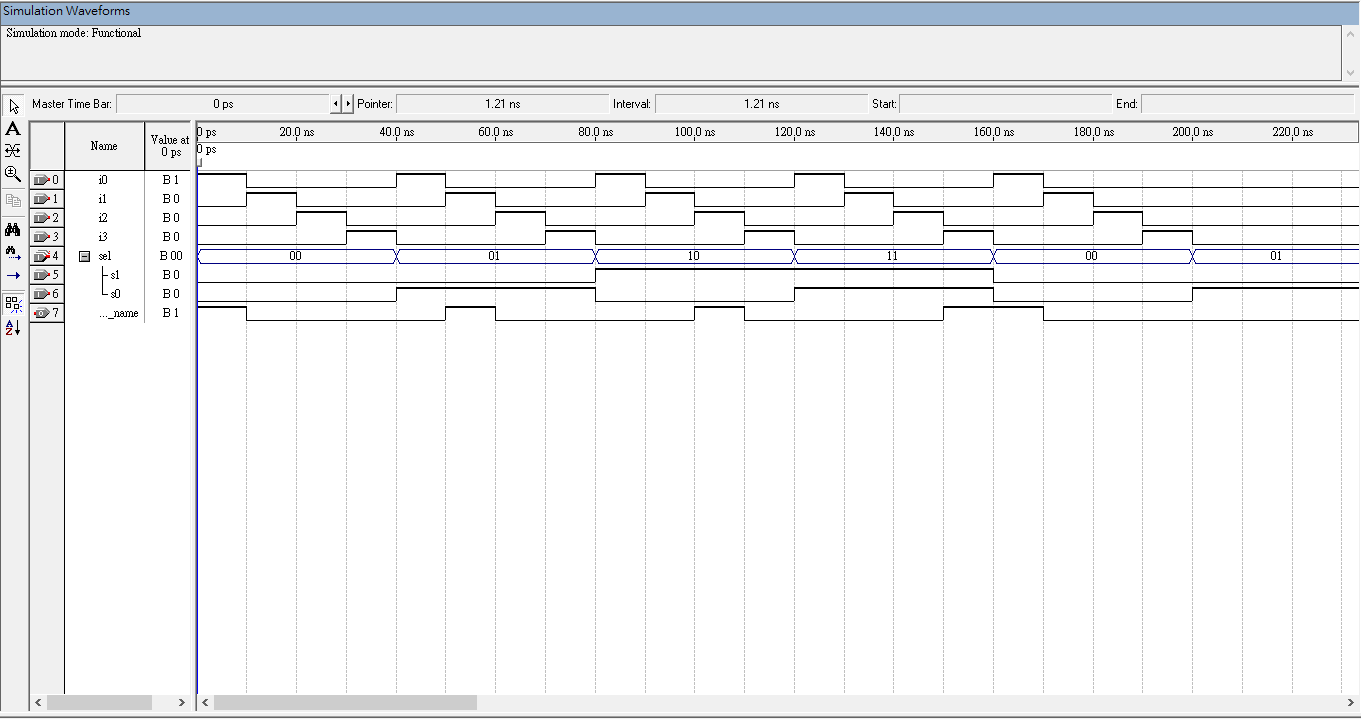 Simulation Waveforms
Simulation mode: Functional
Master Time Bar: 0 ps Pointer: 1.21 ns Interval: 1.21 ns Start: End:
Name Value at 0 ps
0 ps 20.0 ns 40.0 ns 60.0 ns 80.0 ns 100.0 ns 120.0 ns 140.0 ns 160.0 ns 180.0 ns 200.0 ns 220.0 ns
0 ps
0 i0 B 1
1 i1 B 0
2 i2 B 0
3 i3 B 0
4 sel B 00 00 01 10 11 00 01
5 s1 B 0
6 s0 B 0
7 ..._name B 1
A
A
Z